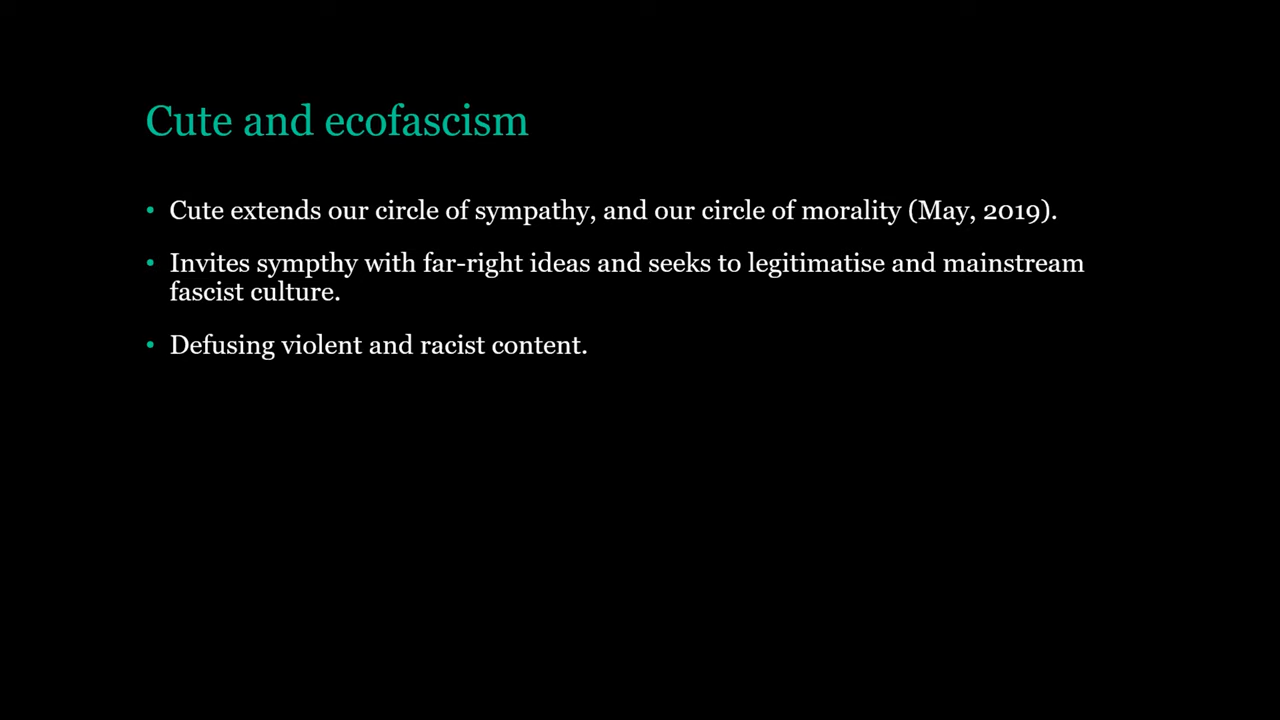 Cute and ecofascism
• Cute extends our circle of sympathy, and our circle of morality (May, 2019).
• Invites sympthy with far-right ideas and seeks to legitimatise and mainstream
fascist culture.
• Defusing violent and racist content.